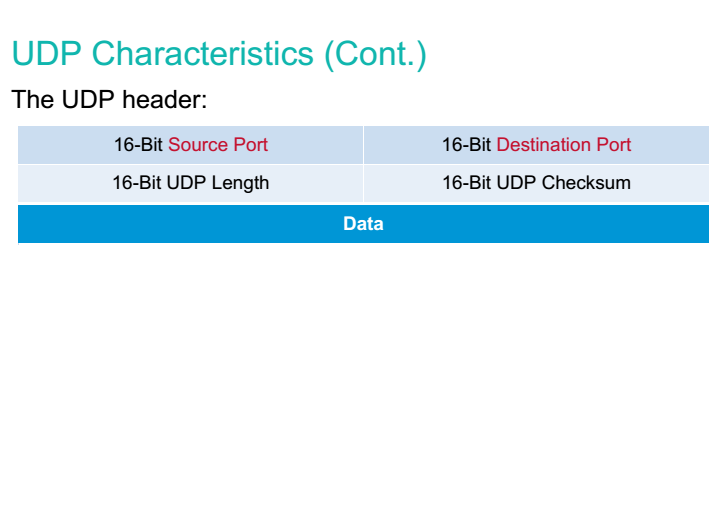 UDP Characteristics (Cont.)
The UDP header:
16-Bit Source Port
16-Bit Destination Port
16-Bit UDP Length
16-Bit UDP Checksum
Data